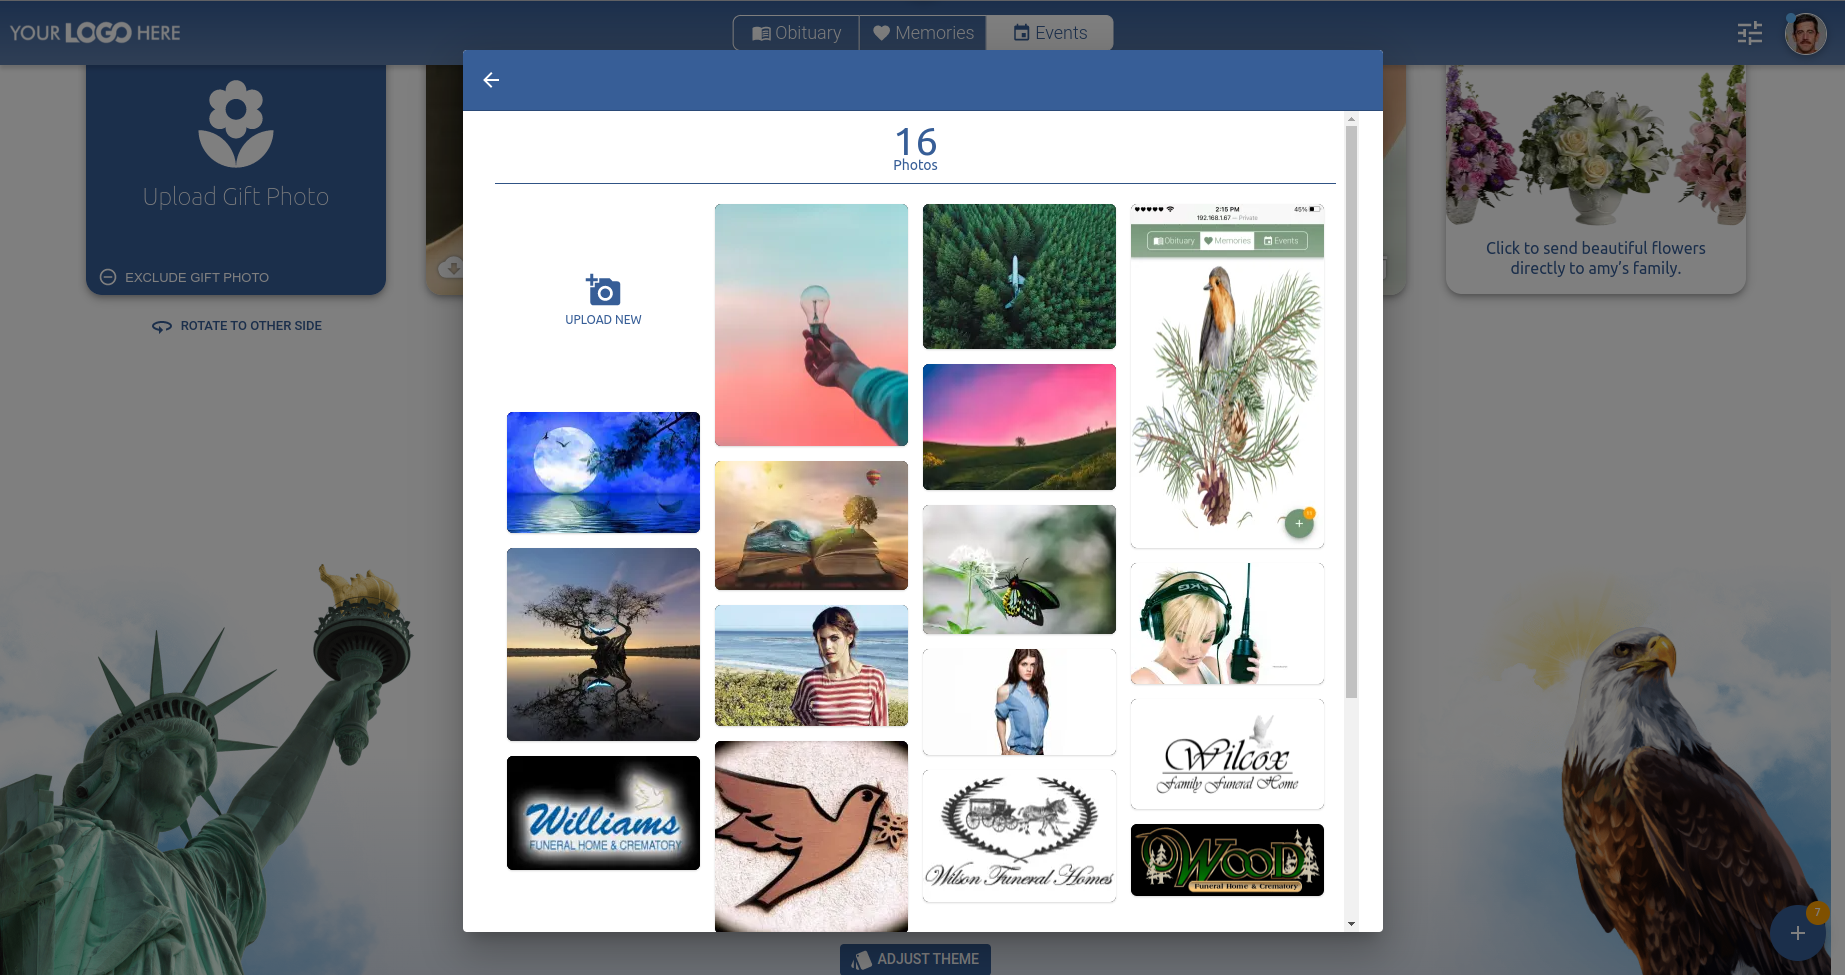 YOUR LOGO HERE
Obituary
Memories
Events
Upload Gift Photo
EXCLUDE GIFT PHOTO
ROTATE TO OTHER SIDE
Click to send beautiful flowers
directly to amy's family.
16
Photos
UPLOAD NEW
2:15 PM
45%
192.168.1.67 — Private
Obituary
Memories
Events
+
AKG
Williams
FUNERAL HOME & CREMATORY
Wilson Funeral Homes
Wilcox
Family Funeral Home
WOOD
Funeral Home & Crematory
7
+
ADJUST THEME